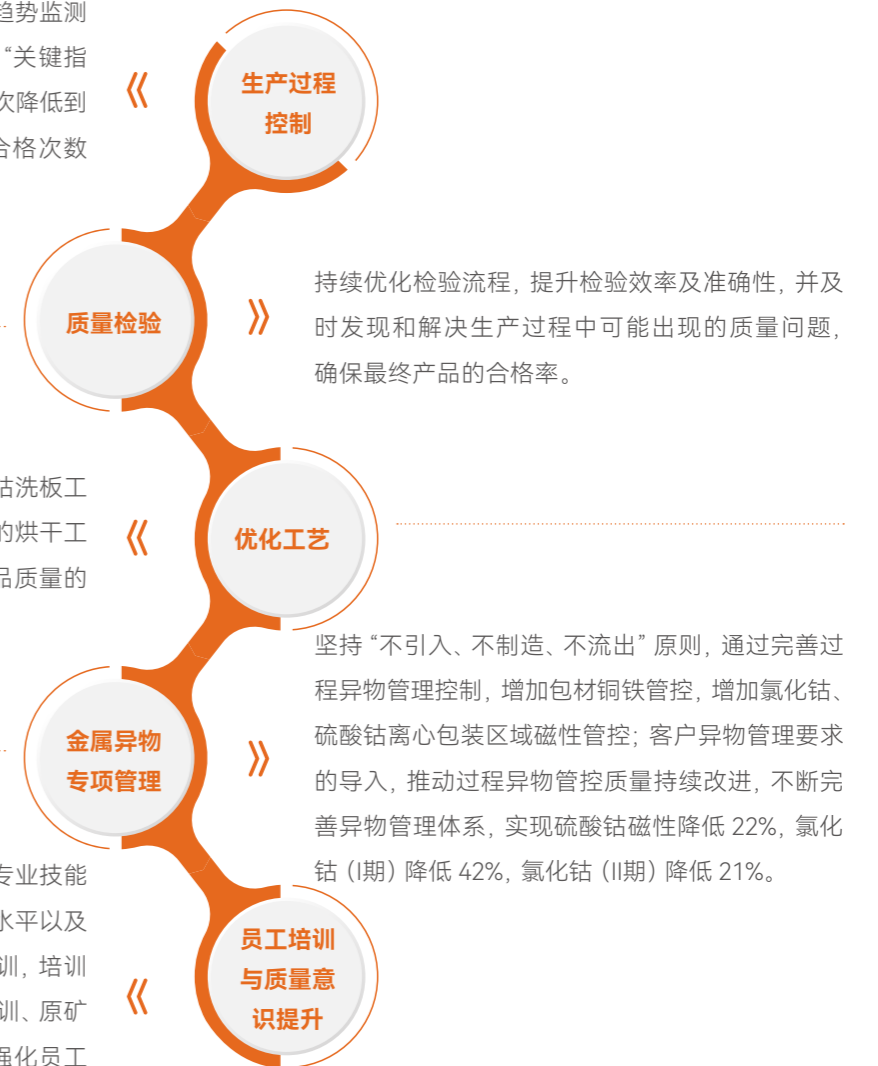 趋势监测
“关键指
次降低到
合格次数
生产过程
控制
质量检验
持续优化检验流程, 提升检验效率及准确性, 并及
时发现和解决生产过程中可能出现的质量问题,
确保最终产品的合格率。
钴洗板工
的烘干工
品质量的
优化工艺
金属异物
专项管理
坚持 “不引入、不制造、不流出” 原则, 通过完善过
程异物管理控制, 增加包材铜铁管控, 增加氯化钴、
硫酸钴离心包装区域磁性管控; 客户异物管理要求
的导入, 推动过程异物管控质量持续改进, 不断完
善异物管理体系, 实现硫酸钴磁性降低 22%, 氯化
钴 (I期) 降低 42%, 氯化钴 (II期) 降低 21%。
专业技能
水平以及
训, 培训
训、原矿
强化员工
员工培训
与质量意
识提升